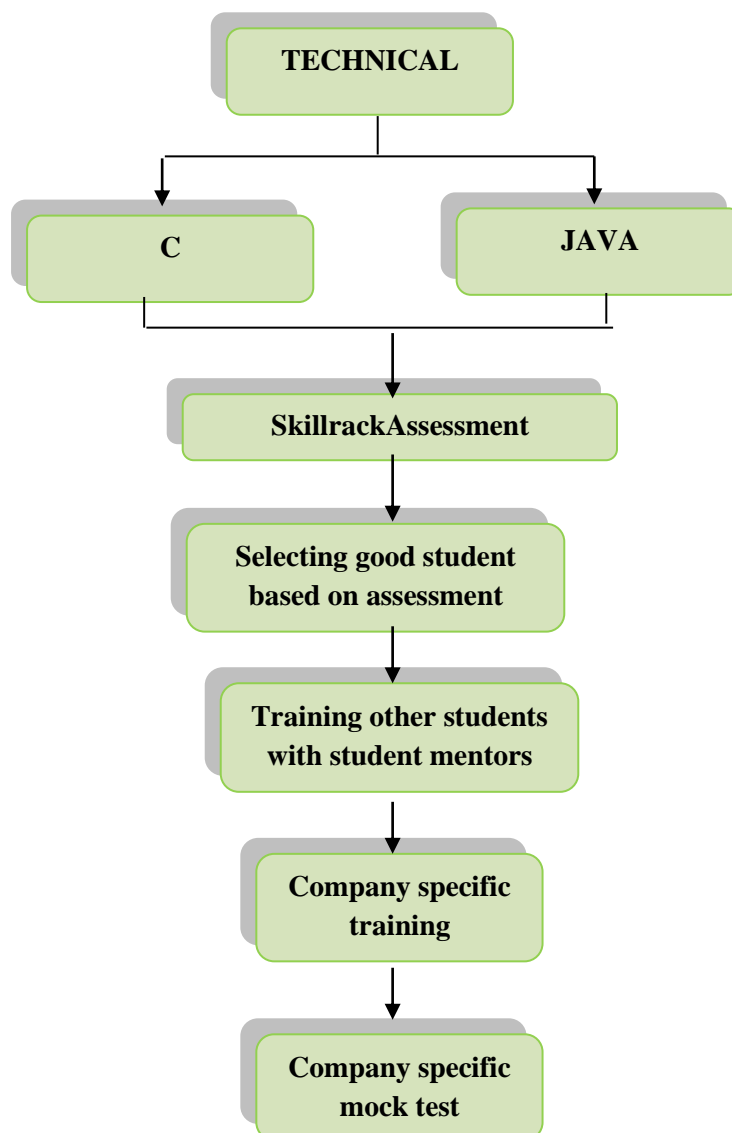 TECHNICAL
C
JAVA
SkillrackAssessment
Selecting good student
based on assessment
Training other students
with student mentors
Company specific
training
Company specific
mock test